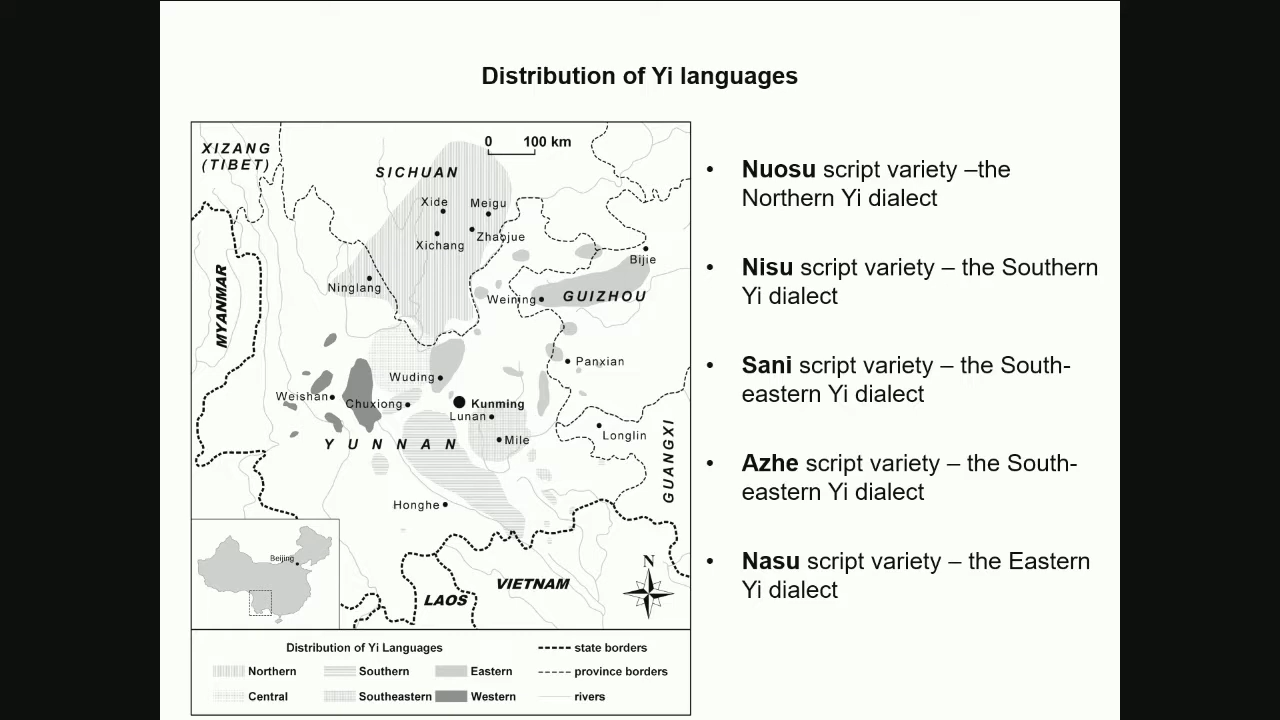 Distribution of Yi languages
XIZANG
(TIBET)
SICHUAN
0 100 km
Xide
Meigu
Xichang
Zhaojue
Ninglang
Bijie
Weining
GUIZHOU
MYANMAR
Panxian
Wuding
Weishan
Chuxiong
Kunming
Lunan
Mile
YUNNAN
Longlin
GUANGXI
Honghe
Beijing
N
VIETNAM
LAOS
Distribution of Yi Languages
Northern
Southern
Eastern
Central
Southeastern
Western
state borders
province borders
rivers
• Nuosu script variety –the
Northern Yi dialect
• Nisu script variety – the Southern
Yi dialect
• Sani script variety – the South-
eastern Yi dialect
• Azhe script variety – the South-
eastern Yi dialect
• Nasu script variety – the Eastern
Yi dialect